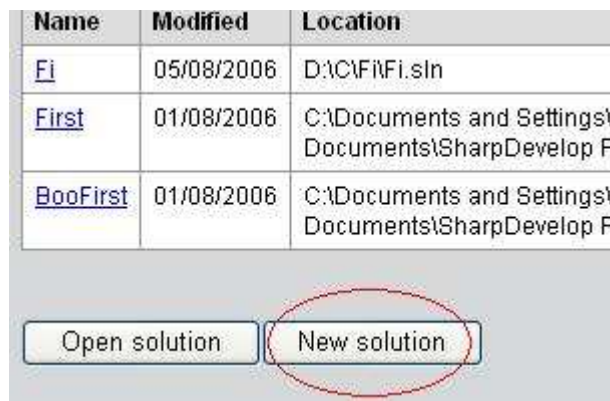 Name Modified Location
Fi 05/08/2006 D:\C\Fi\Fi.sln
First 01/08/2006 C:\Documents and Settings\
Documents\SharpDevelop
BooFirst 01/08/2006 C:\Documents and Settings\
Documents\SharpDevelop
Open solution New solution